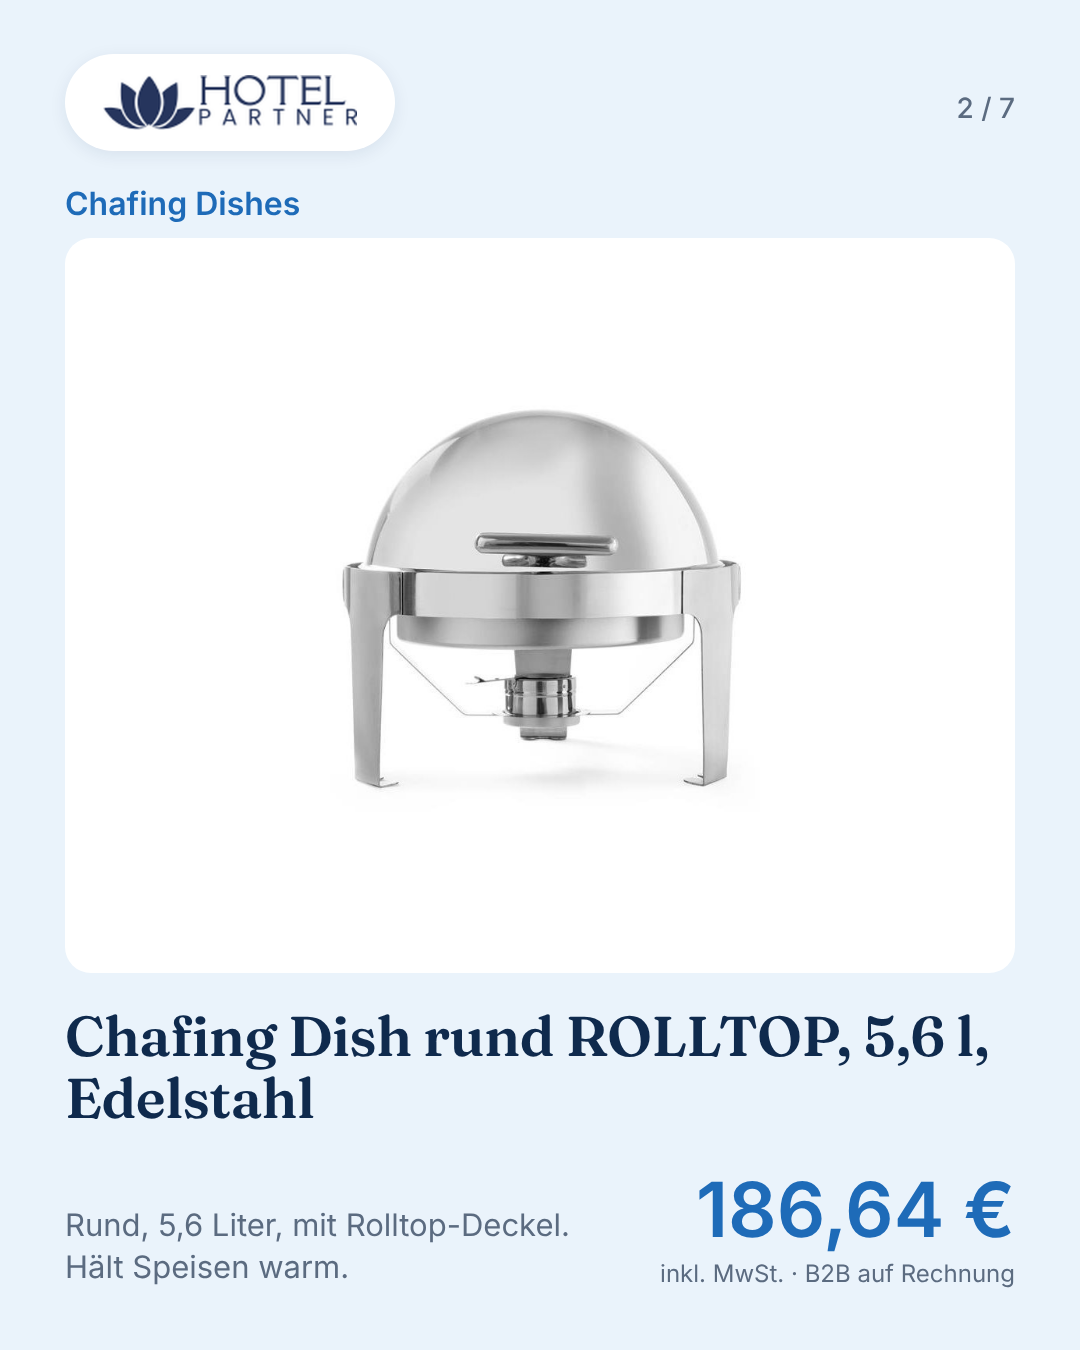 HOTEL
PARTNER
2 / 7
Chafing Dishes
Chafing Dish rund ROLLTOP, 5,6 l,
Edelstahl
Rund, 5,6 Liter, mit Rolltop-Deckel.
Hält Speisen warm.
186,64 €
inkl. MwSt. · B2B auf Rechnung